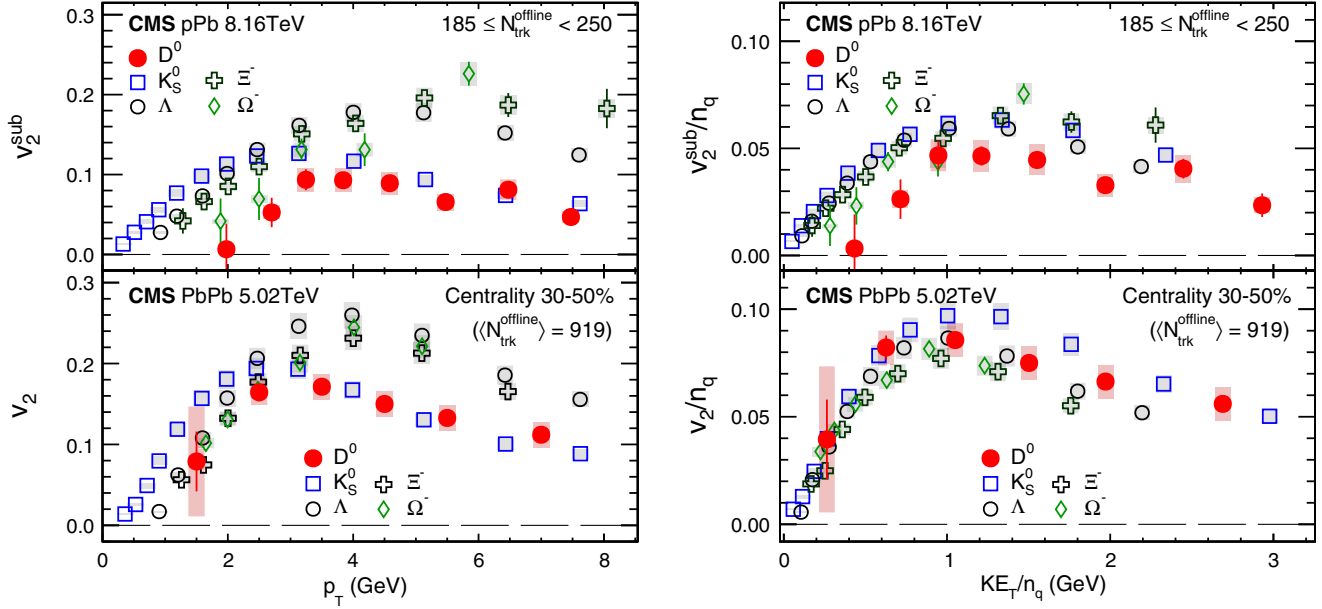 CMS pPb 8.16TeV
185 ≤ N_trk^offline < 250
D⁰
K_S^0
Ξ⁻
Λ
Ω⁻
v_2^sub
0.3
0.2
0.1
0.0
CMS PbPb 5.02TeV
Centrality 30-50%
(⟨N_trk^offline⟩ = 919)
D⁰
K_S^0
Ξ⁻
Λ
Ω⁻
v_2
0.3
0.2
0.1
0.0
0 2 4 6 8
p_T (GeV)
CMS pPb 8.16TeV
185 ≤ N_trk^offline < 250
D⁰
K_S^0
Ξ⁻
Λ
Ω⁻
v_2^sub/n_q
0.10
0.05
0.00
CMS PbPb 5.02TeV
Centrality 30-50%
(⟨N_trk^offline⟩ = 919)
D⁰
K_S^0
Ξ⁻
Λ
Ω⁻
v_2/n_q
0.10
0.05
0.00
0 1 2 3
KE_T/n_q (GeV)